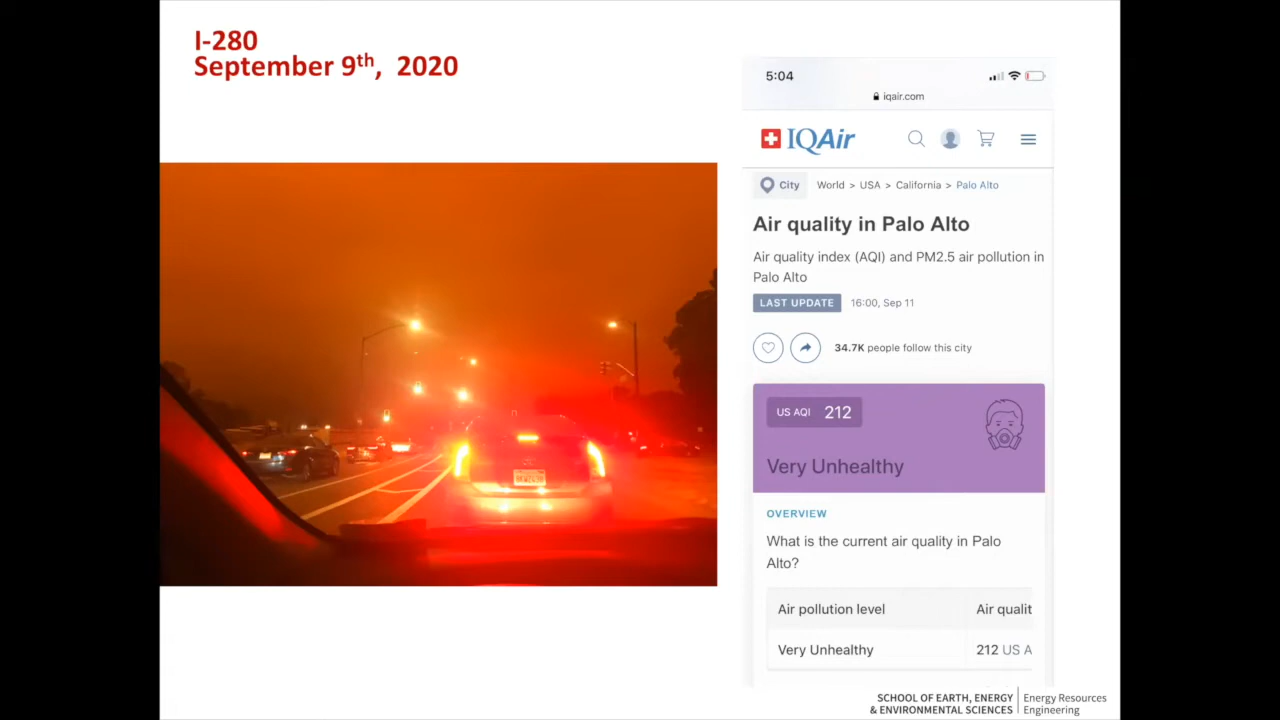 I-280
September 9th, 2020
5:04
iqair.com
IQAir
City World > USA > California > Palo Alto
Air quality in Palo Alto
Air quality index (AQI) and PM2.5 air pollution in
Palo Alto
LAST UPDATE 16:00, Sep 11
34.7K people follow this city
US AQI 212
Very Unhealthy
OVERVIEW
What is the current air quality in Palo
Alto?
Air pollution level Air qualit
Very Unhealthy 212 US A
SCHOOL OF EARTH, ENERGY
& ENVIRONMENTAL SCIENCES
Energy Resources
Engineering